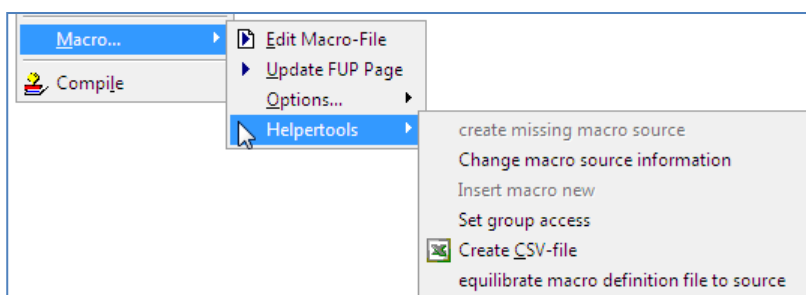 Macro...
Compile
Edit Macro-File
Update FUP Page
Options...
Helpertools
create missing macro source
Change macro source information
Insert macro new
Set group access
Create CSV-file
equilibrate macro definition file to source